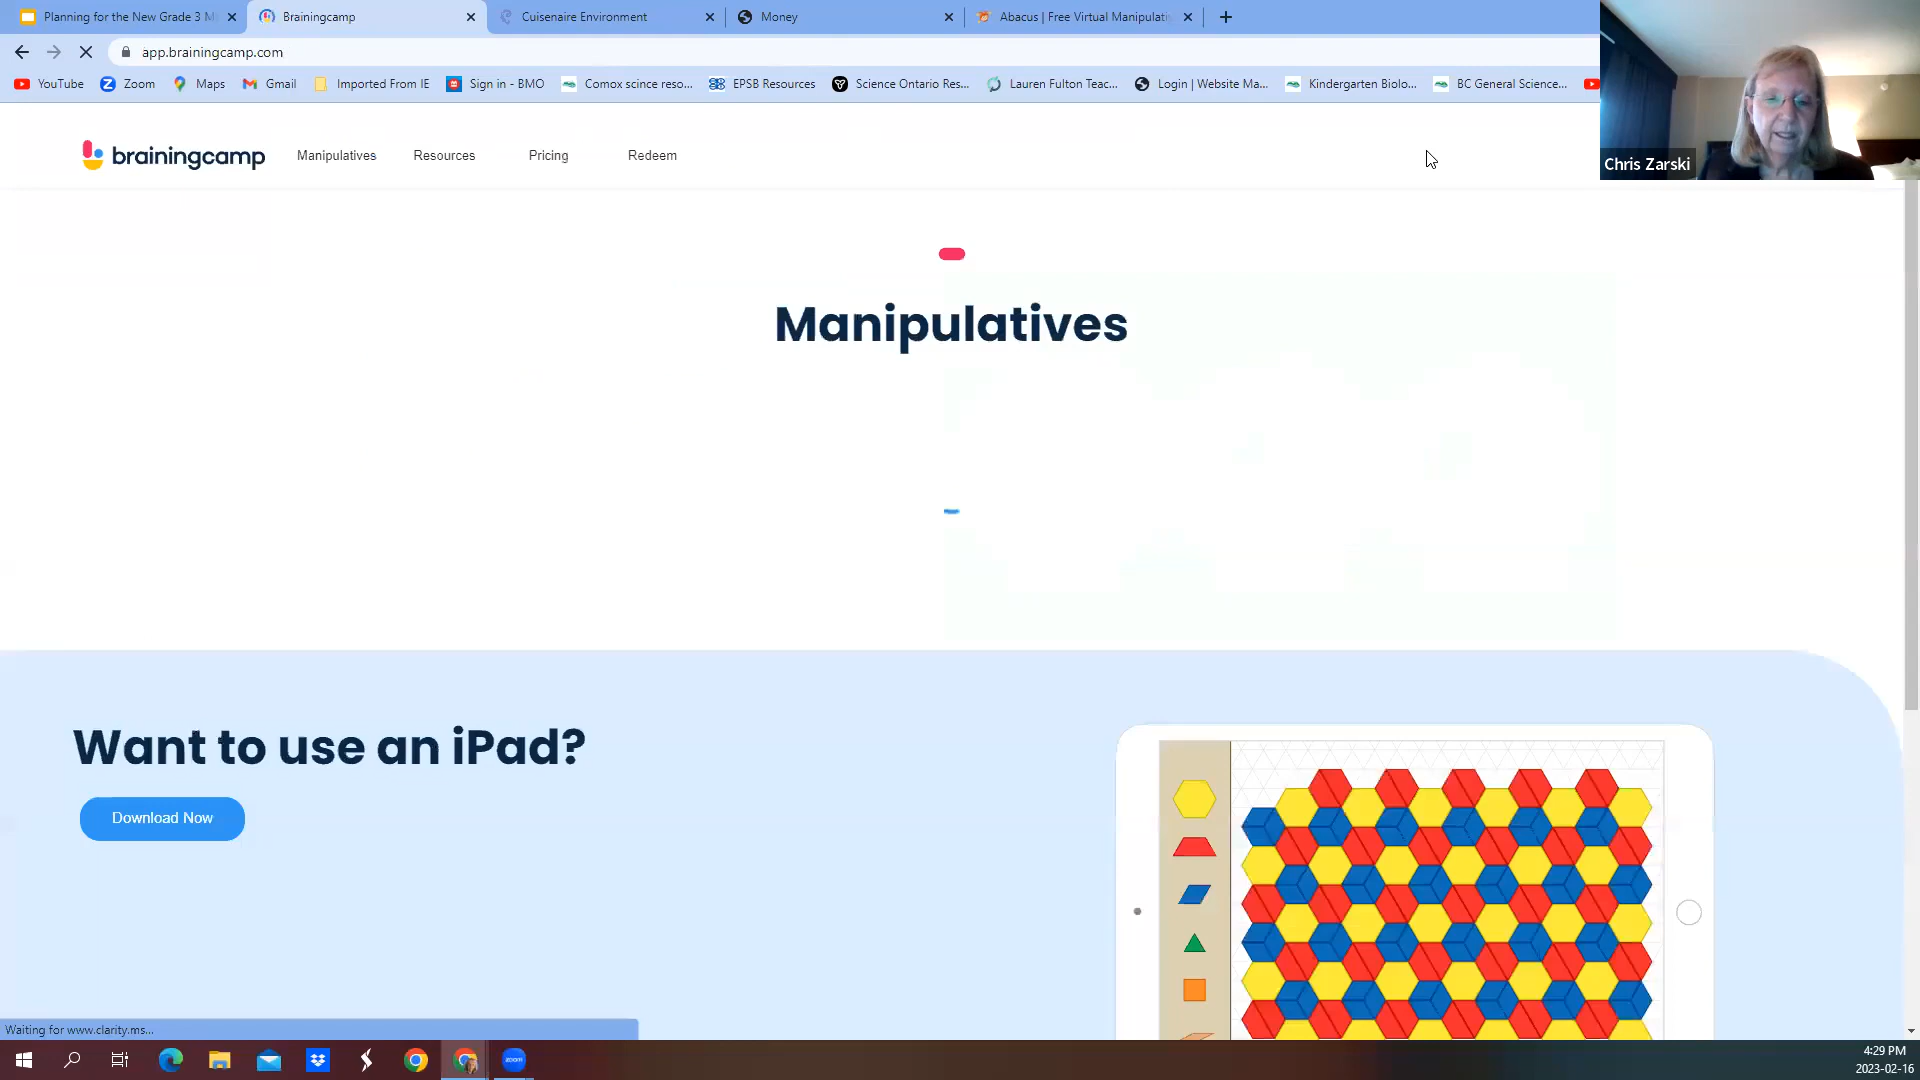 Planning for the New Grade 3 M
Brainingcamp
Cuisenaire Environment
Money
Abacus | Free Virtual Manipulati
app.brainingcamp.com
YouTube
Zoom
Maps
Gmail
Imported From IE
Sign in - BMO
Comox scince reso...
EPSB Resources
Science Ontario Res...
Lauren Fulton Teac...
Login | Website Ma...
Kindergarten Biolo...
BC General Science...
Chris Zarski
brainingcamp
Manipulatives
Resources
Pricing
Redeem
Manipulatives
Want to use an iPad?
Download Now
Waiting for www.clarity.ms...
zoom
4:29 PM
2023-02-16